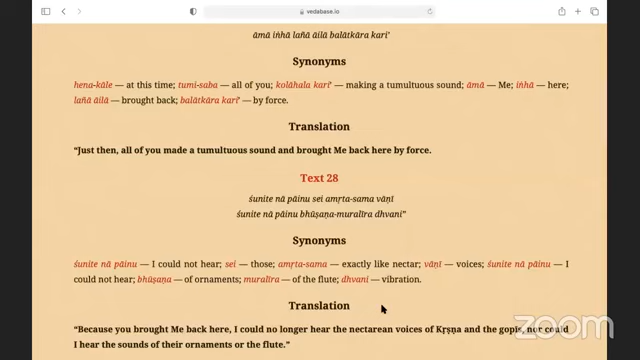 vedabase.io
āmā iṅhā lañā āilā balātkāra kari’
Synonyms
hena-kāle — at this time; tumi-saba — all of you; kolāhala kari’ — making a tumultuous sound; āmā — Me; iṅhā — here;
lañā āilā — brought back; balātkāra kari’ — by force.
Translation
“Just then, all of you made a tumultuous sound and brought Me back here by force.
Text 28
śunite nā pāinu sei amṛta-sama vāṇī
śunite nā pāinu bhūṣaṇa-muralīra dhvani”
Synonyms
śunite nā pāinu — I could not hear; sei — those; amṛta-sama — exactly like nectar; vāṇī — voices; śunite nā pāinu — I
could not hear; bhūṣaṇa — of ornaments; muralīra — of the flute; dhvani — vibration.
Translation
“Because you brought Me back here, I could no longer hear the nectarean voices of Kṛṣṇa and the gopīs, nor could
I hear the sounds of their ornaments or the flute.”
zoom